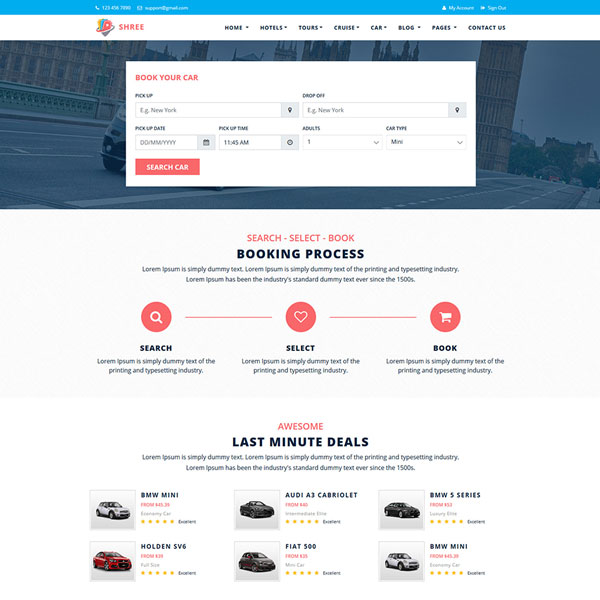 123 456 7890 support@gmail.com My Account Sign Out
SHREE HOME HOTELS TOURS CRUISE CAR BLOG PAGES CONTACT US
BOOK YOUR CAR
PICK UP DROP OFF
E.g. New York E.g. New York
PICK UP DATE PICK UP TIME ADULTS CAR TYPE
DD/MM/YYYY 11:45 AM 1 Mini
SEARCH CAR
SEARCH - SELECT - BOOK
BOOKING PROCESS
Lorem Ipsum is simply dummy text. Lorem Ipsum is simply dummy text of the printing and typesetting industry.
Lorem Ipsum has been the industry's standard dummy text ever since the 1500s.
SEARCH SELECT BOOK
Lorem Ipsum is simply dummy text of the Lorem Ipsum is simply dummy text of the Lorem Ipsum is simply dummy text of the
printing and typesetting industry. printing and typesetting industry. printing and typesetting industry.
AWESOME
LAST MINUTE DEALS
Lorem Ipsum is simply dummy text. Lorem Ipsum is simply dummy text of the printing and typesetting industry.
Lorem Ipsum has been the industry's standard dummy text ever since the 1500s.
BMW MINI AUDI A3 CABRIOLET BMW 5 SERIES
FROM $45.39 FROM $45 FROM $53
Economy Car Intermediate Elite Luxury Elite
Excellent Excellent Excellent
HOLDEN SV6 FIAT 500 BMW MINI
FROM $34 FROM $35 FROM $45.39
Full Size Mini Car Economy Car
Excellent Excellent Excellent